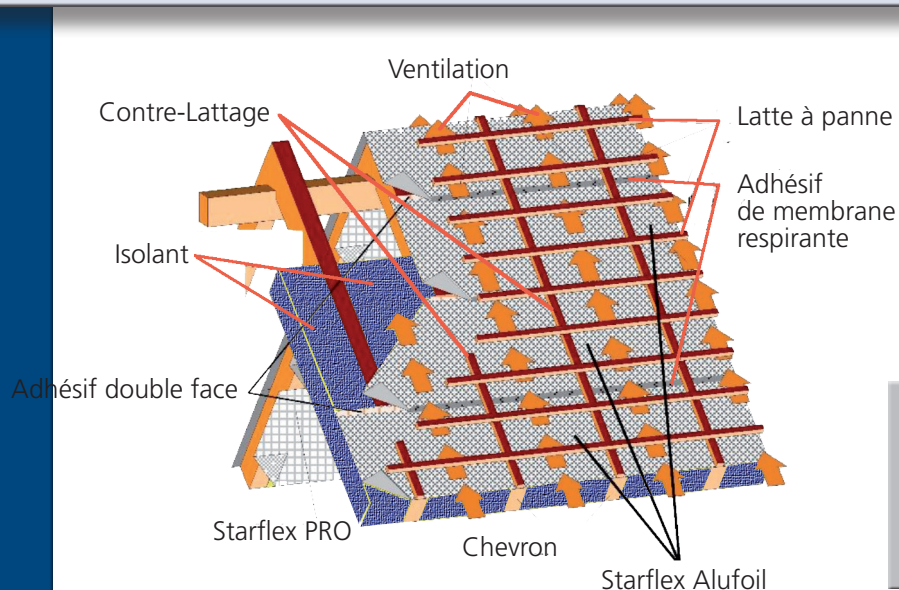 Ventilation
Contre-Lattage
Latte à panne
Adhésif
de membrane
respirante
Isolant
Adhésif double face
Starflex PRO
Chevron
Starflex Alufoil